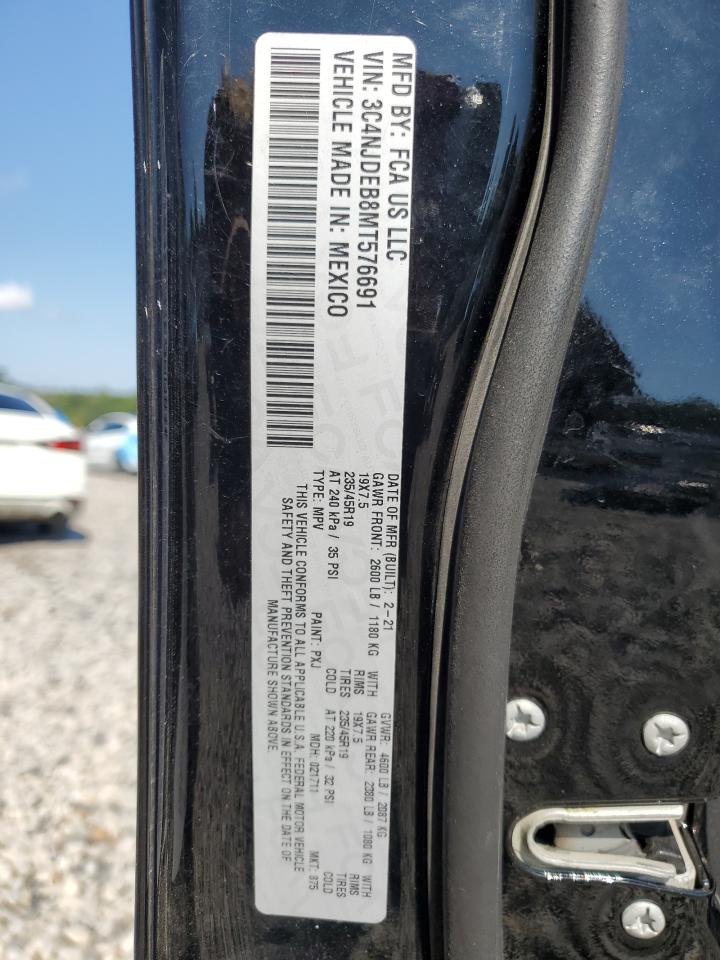 MFD BY: FCA US LLC
VIN: 3C4NJDEB8MT576691
VEHICLE MADE IN: MEXICO
DATE OF MFR (BUILT): 2-21 GVWR: 4600 LB / 2087 KG
GAWR FRONT: 2600 LB / 1180 KG WITH GAWR REAR: 2380 LB / 1080 KG WITH
19X7.5 RIMS 19X7.5 RIMS
235/45R19 TIRES 235/45R19 TIRES
AT 240 kPa / 35 PSI COLD AT 220 kPa / 32 PSI COLD
TYPE: MPV PAINT: PXJ MDH: 021711 MKT: B75
THIS VEHICLE CONFORMS TO ALL APPLICABLE U.S.A. FEDERAL MOTOR VEHICLE
SAFETY AND THEFT PREVENTION STANDARDS IN EFFECT ON THE DATE OF
MANUFACTURE SHOWN ABOVE.